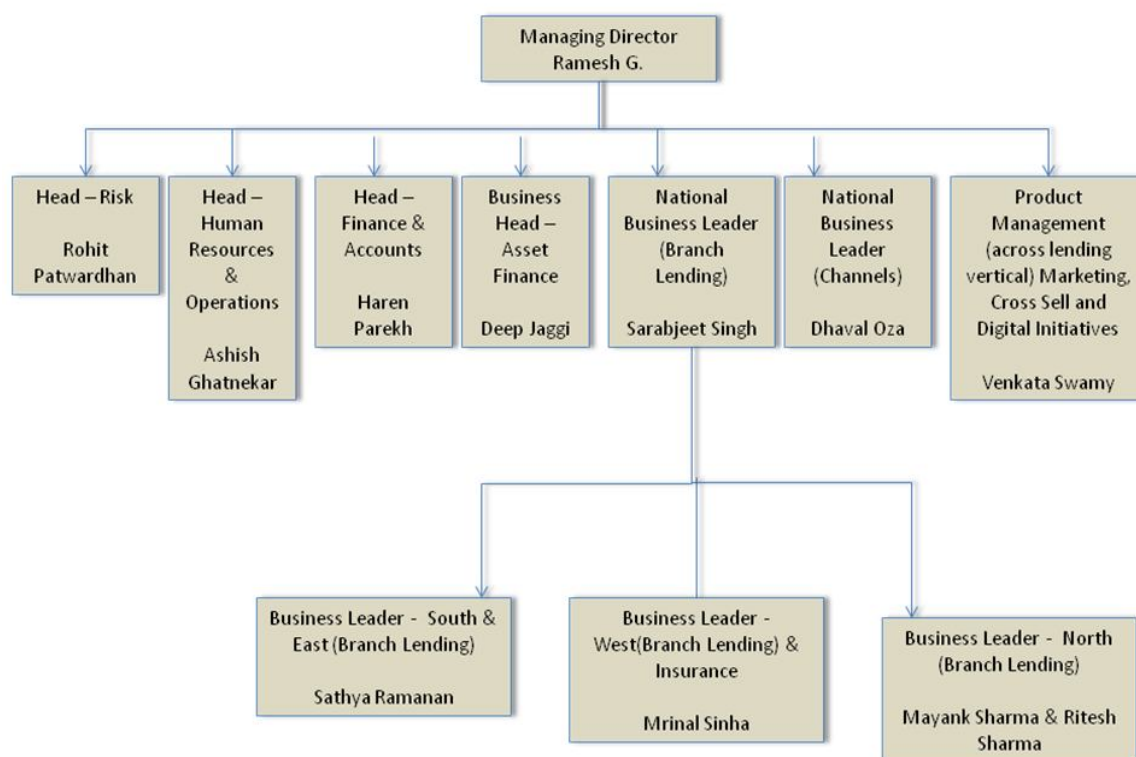 Managing Director
Ramesh G.
Head – Risk
Rohit
Patwardhan
Head –
Human
Resources
&
Operations
Ashish
Ghatnekar
Head –
Finance &
Accounts
Haren
Parekh
Business
Head –
Asset
Finance
Deep Jaggi
National
Business Leader
(Branch
Lending)
Sarabjeet Singh
National
Business
Leader
(Channels)
Dhaval Oza
Product
Management
(across lending
vertical) Marketing,
Cross Sell and
Digital Initiatives
Venkata Swamy
Business Leader - South &
East (Branch Lending)
Sathya Ramanan
Business Leader -
West(Branch Lending) &
Insurance
Mrinal Sinha
Business Leader - North
(Branch Lending)
Mayank Sharma & Ritesh
Sharma